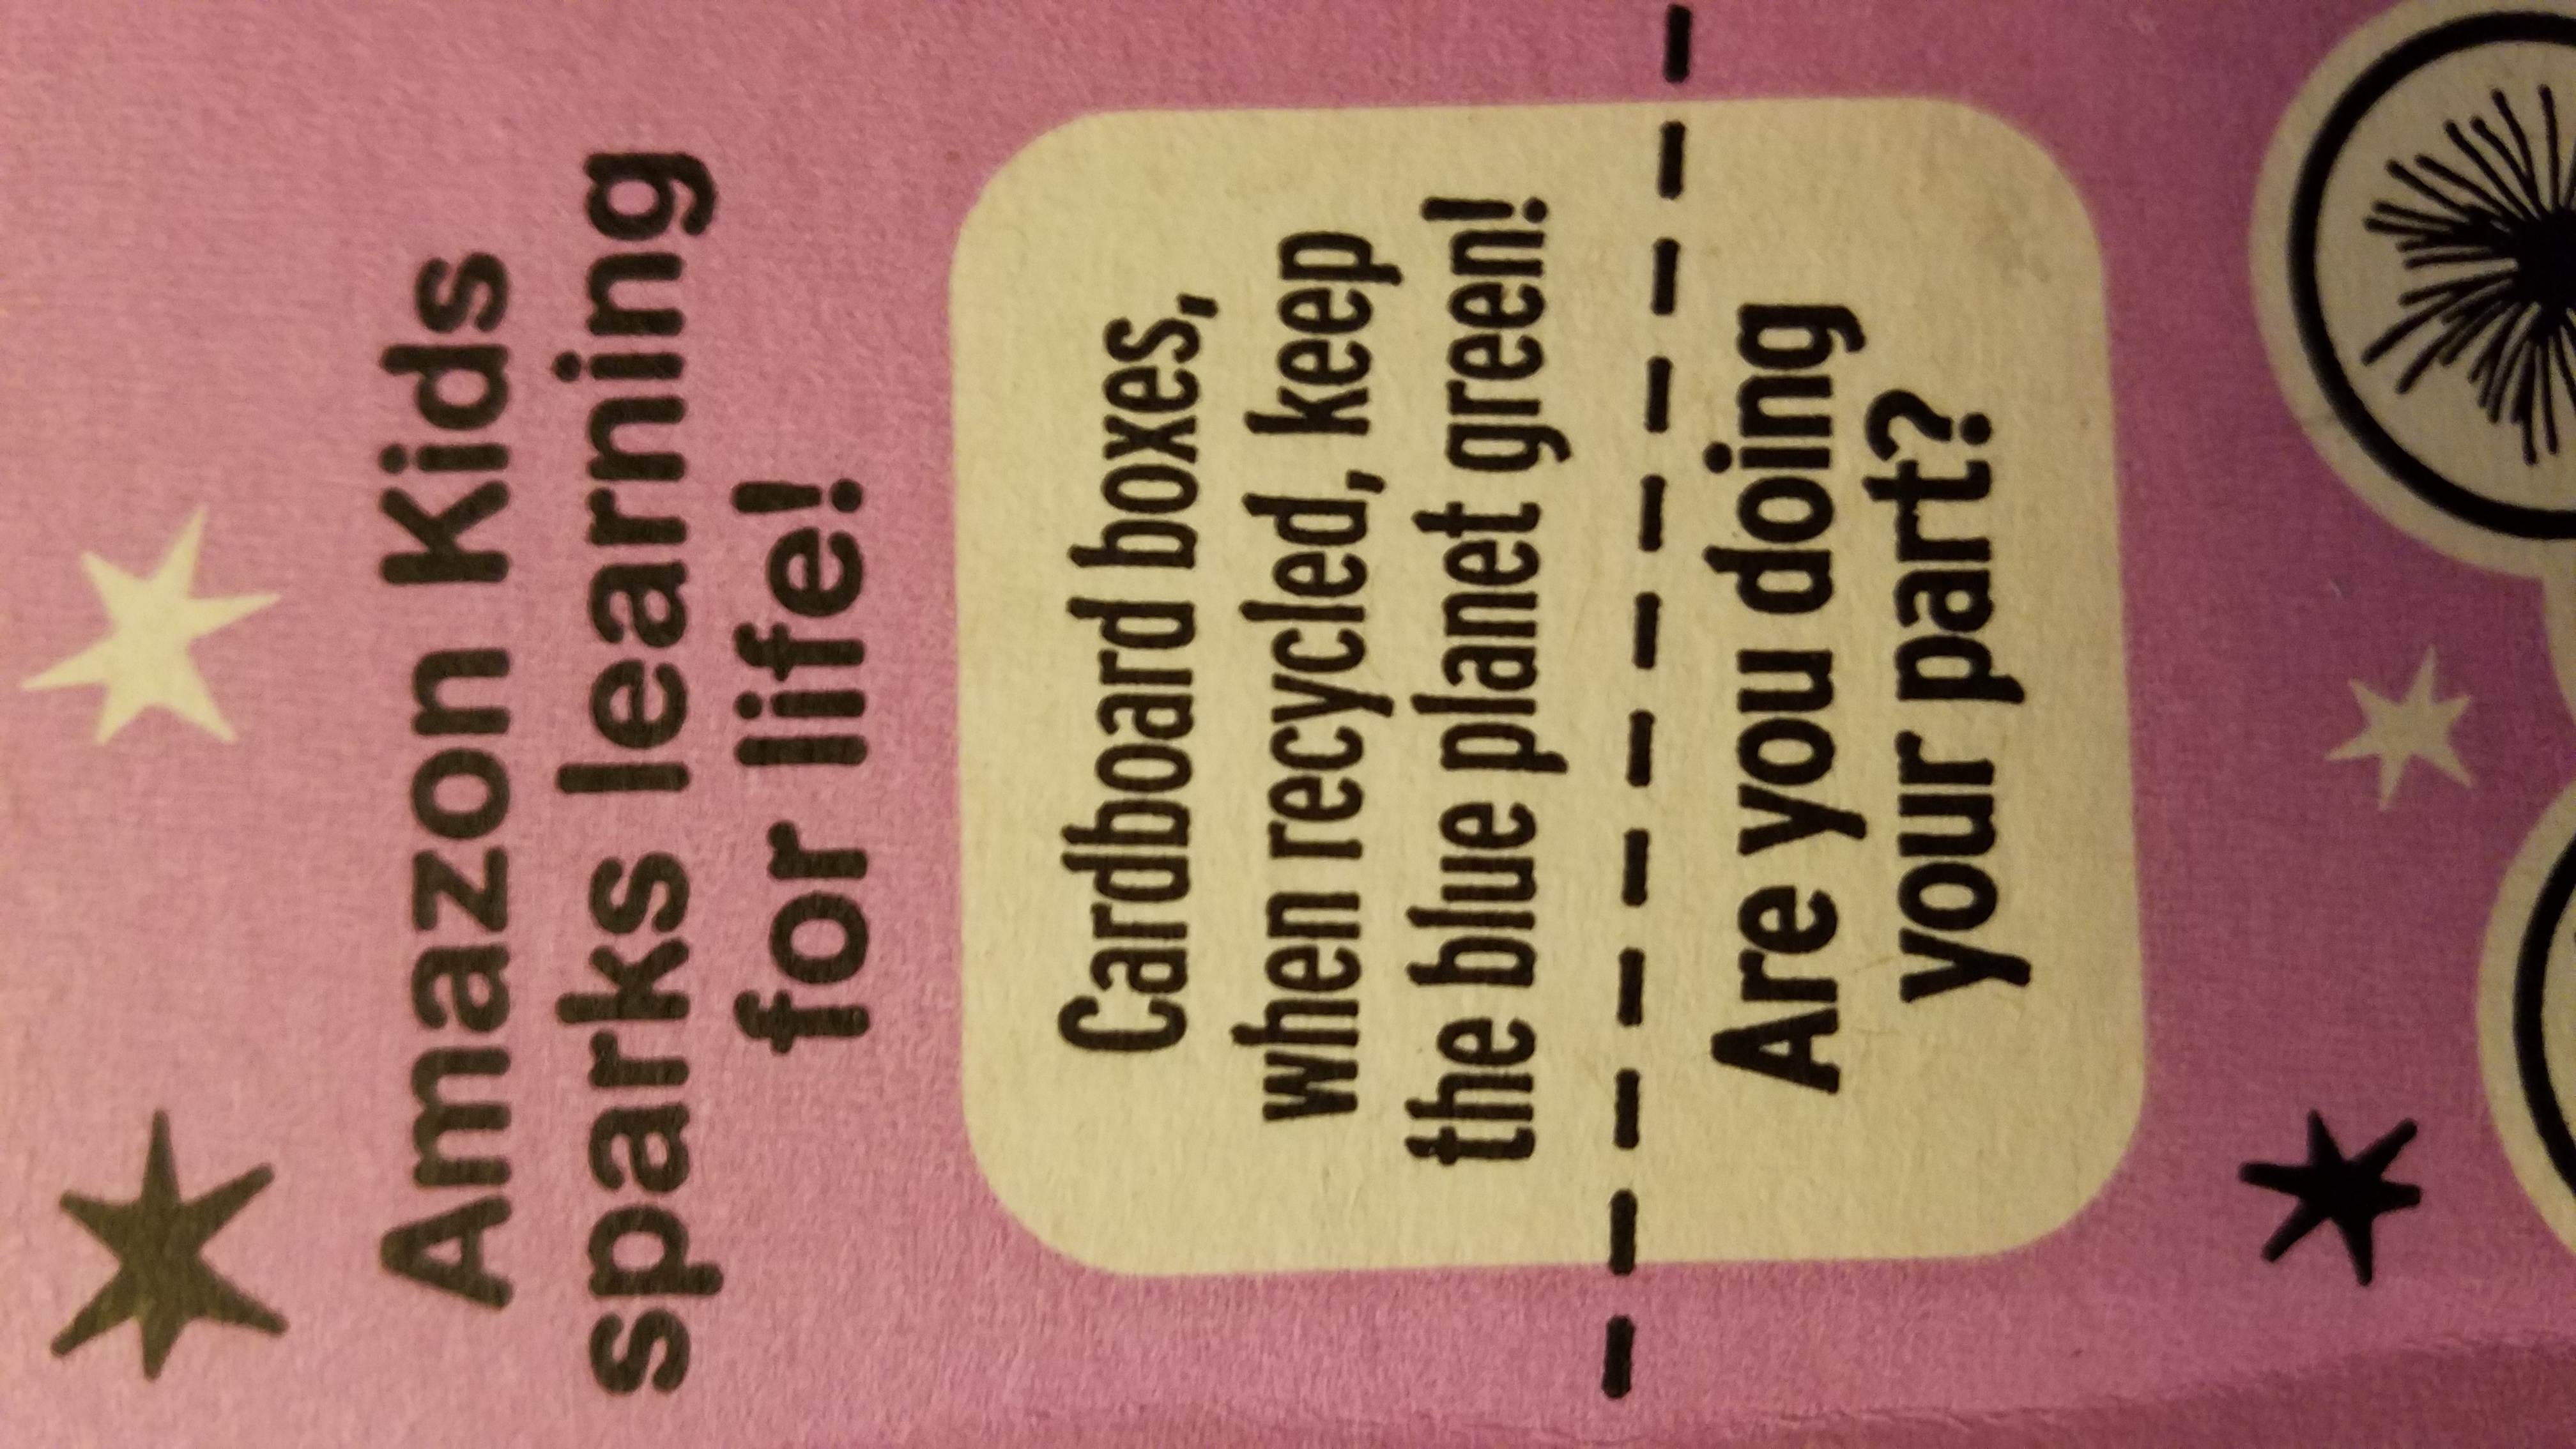 Amazon Kids
sparks learning
for life!
Cardboard boxes,
when recycled, keep
the blue planet green!
Are you doing
your part?